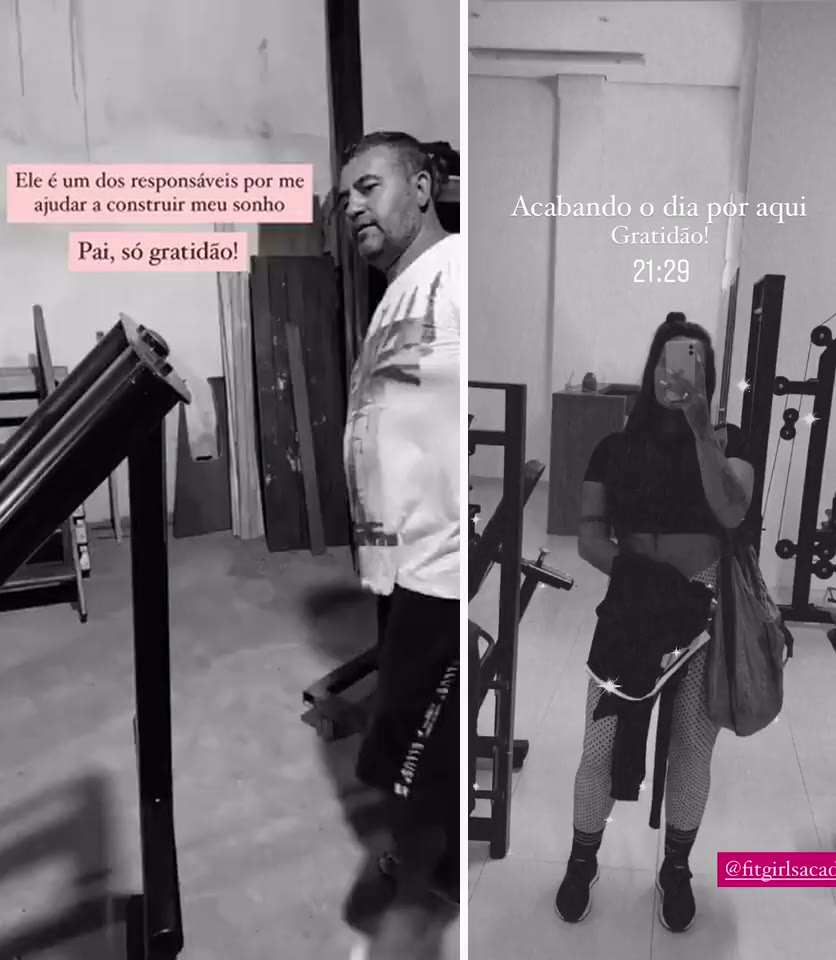 Ele é um dos responsáveis por me
ajudar a construir meu sonho
Pai, só gratidão!
Acabando o dia por aqui
Gratidão!
21:29
@fitgirlsacad